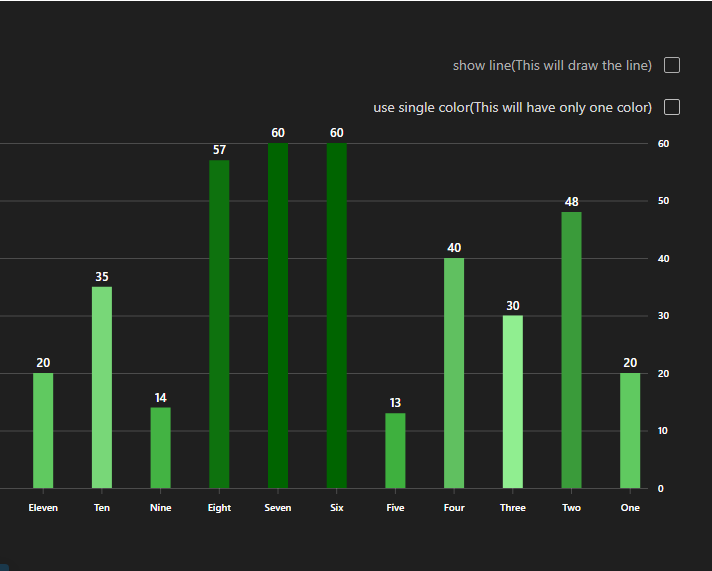 show line(This will draw the line)
use single color(This will have only one color)
60 60
57 60
50
48
40 40
35
30 30
20 20 20
14
13
10
0
Eleven Ten Nine Eight Seven Six Five Four Three Two One